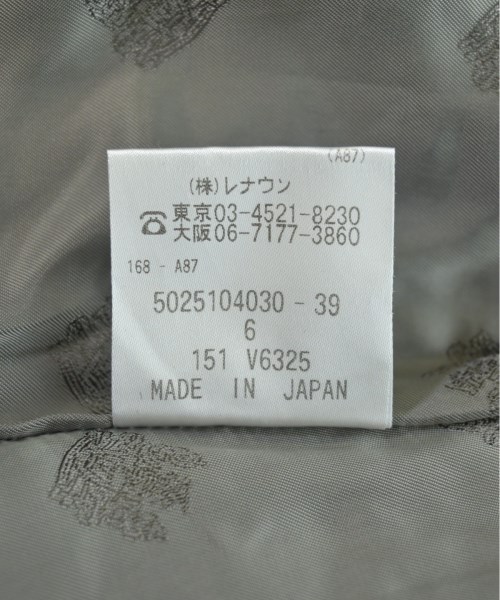 (A87)
(株)レナウン
☎東京03-4521-8230
大阪06-7177-3860
168 - A87
5025104030 - 39
6
151 V6325
MADE IN JAPAN